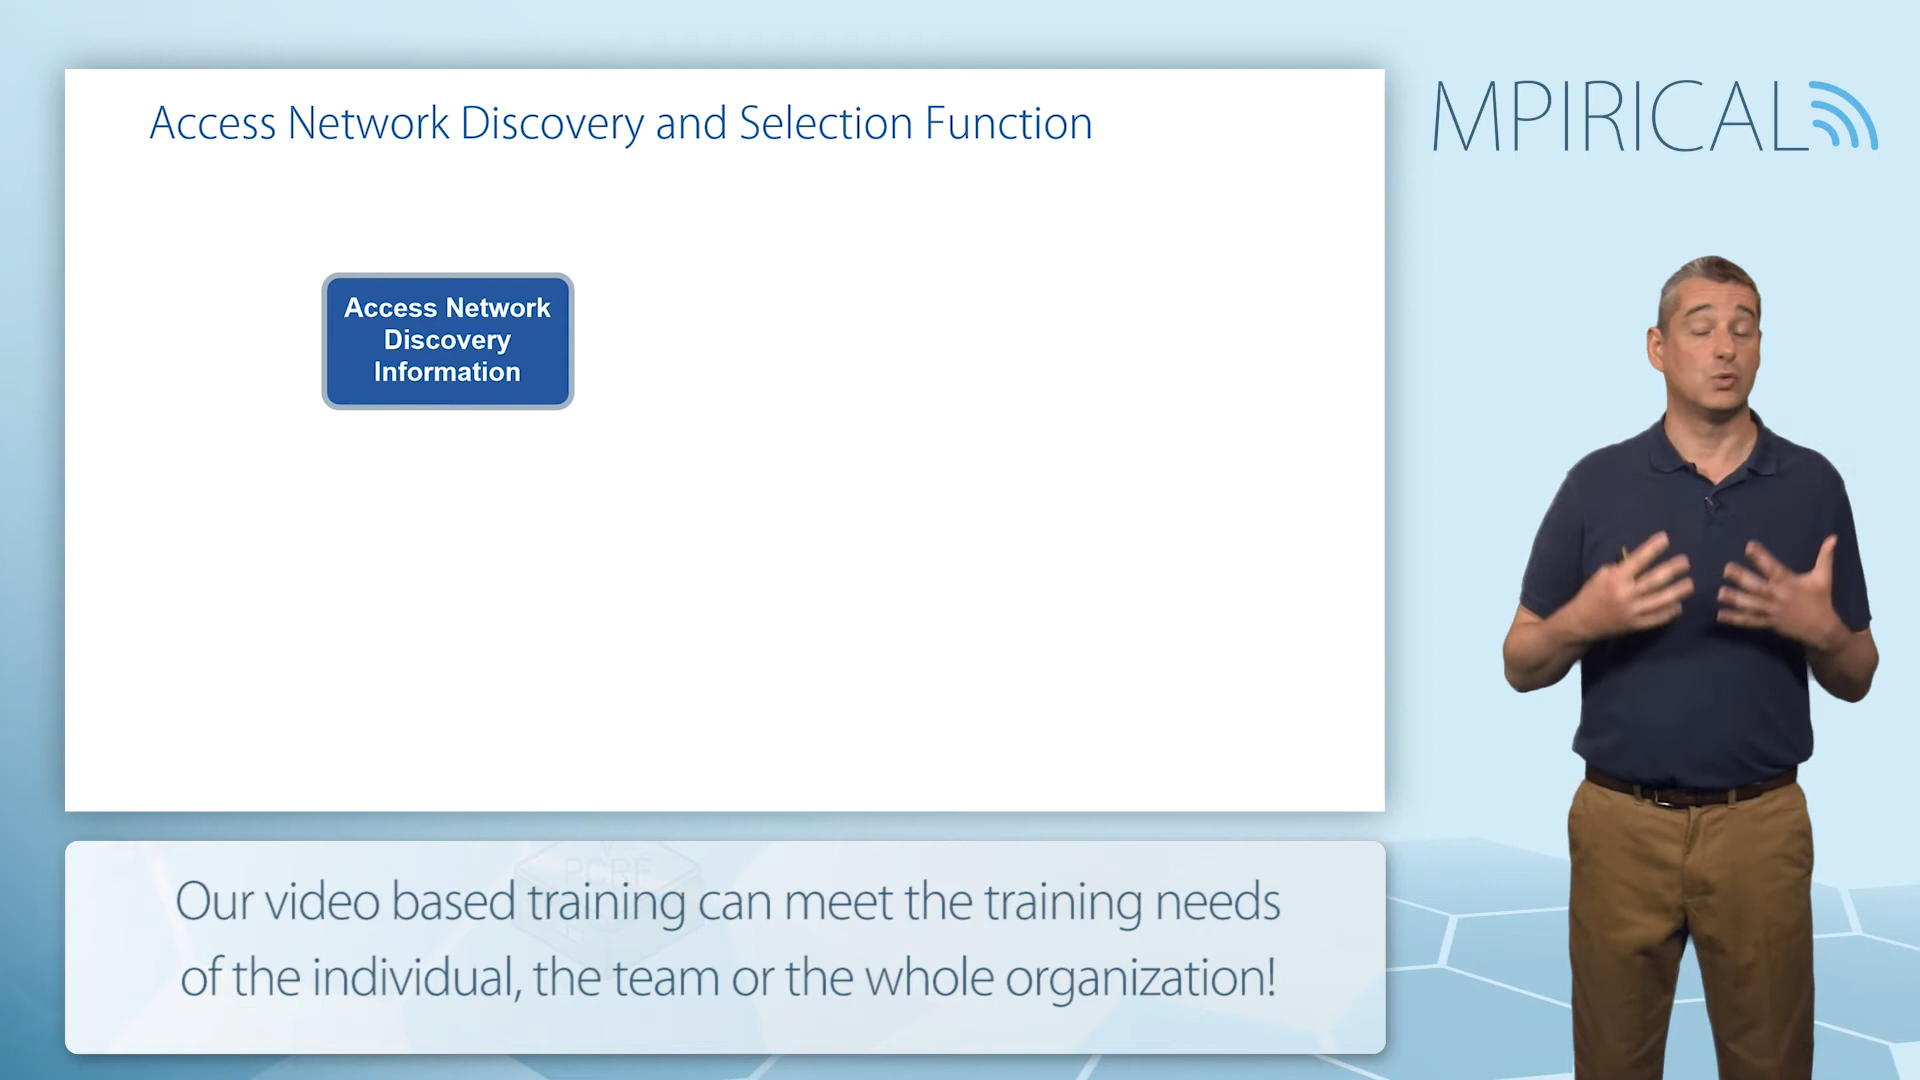 Access Network Discovery and Selection Function
MPIRICAL
Access Network
Discovery
Information
PCRF
Our video based training can meet the training needs
of the individual, the team or the whole organization!